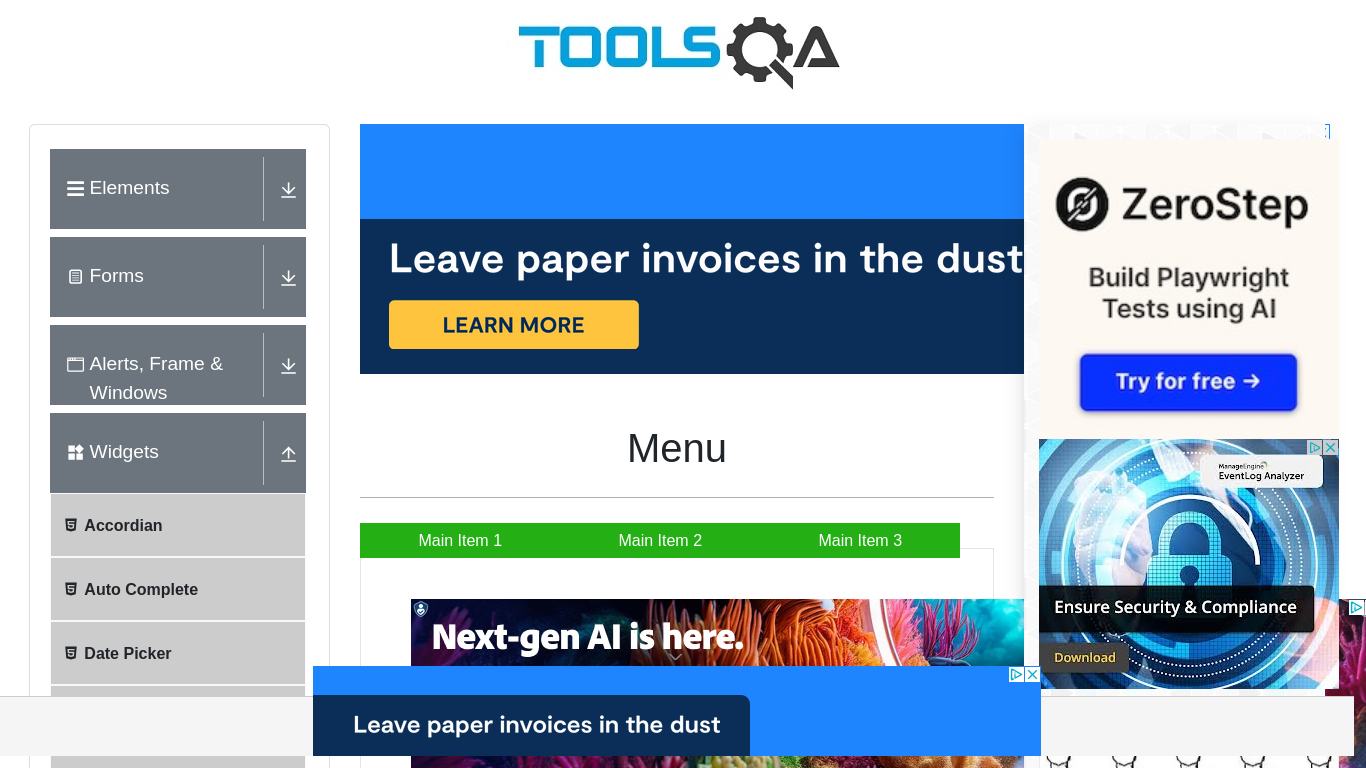 TOOLSQA
Elements
Forms
Alerts, Frame &
Windows
Widgets
Accordian
Auto Complete
Date Picker
Leave paper invoices in the dust
LEARN MORE
Menu
Main Item 1
Main Item 2
Main Item 3
Next-gen AI is here.
ZeroStep
Build Playwright
Tests using AI
Try for free →
ManageEngine
EventLog Analyzer
Ensure Security & Compliance
Download
Leave paper invoices in the dust